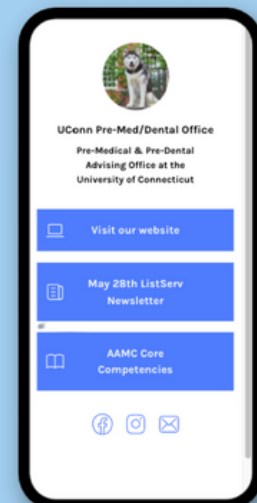 UConn Pre-Med/Dental Office
Pre-Medical & Pre-Dental
Advising Office at the
University of Connecticut
Visit our website
May 28th ListServ
Newsletter
AAMC Core
Competencies